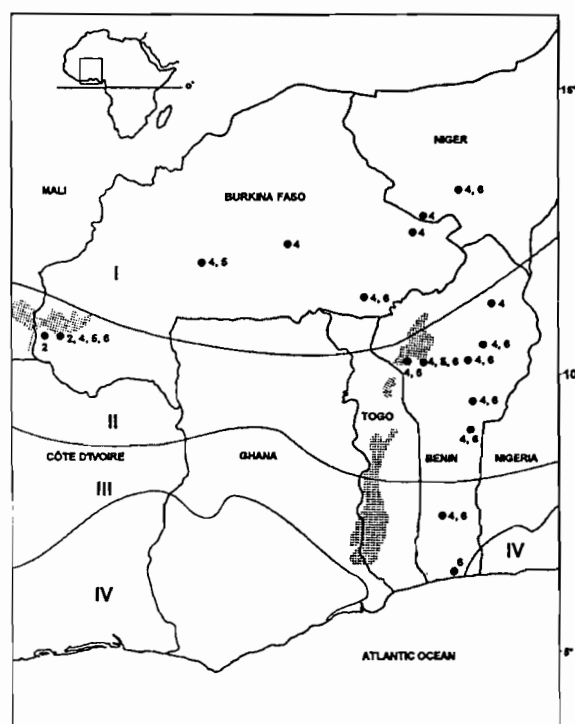 0°
15°
NIGER
4, 6
MALI
BURKINA FASO
4
4
4
4, 5
I
4, 6
4
2
2, 4, 5, 6
4, 6
4, 5, 6
4, 6
10°
TOGO
4, 6
II
4, 6
CÔTE D'IVOIRE
GHANA
BENIN
NIGERIA
III
4, 6
IV
6
IV
5°
ATLANTIC OCEAN